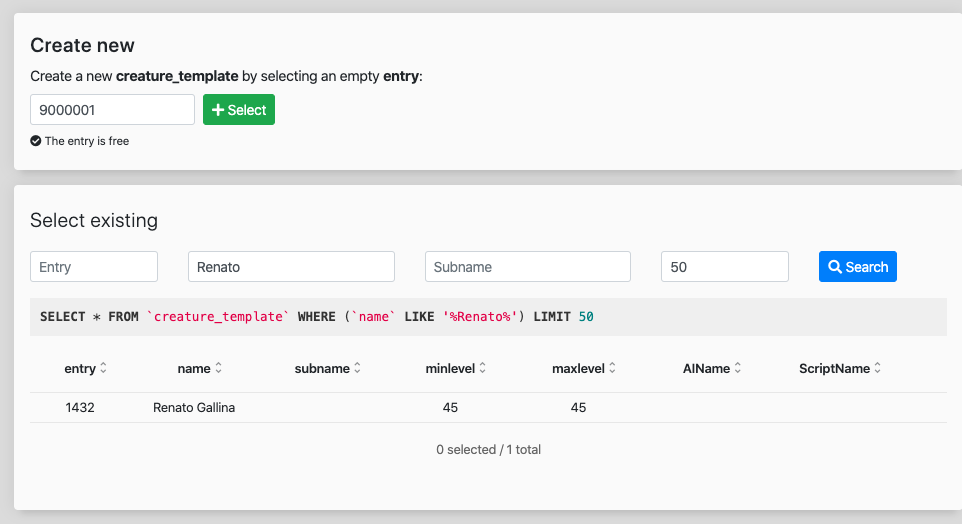 Create new
Create a new creature_template by selecting an empty entry:
9000001 Select
The entry is free
Select existing
Entry Renato Subname 50 Search
SELECT * FROM `creature_template` WHERE (`name` LIKE '%Renato%') LIMIT 50
entry name subname minlevel maxlevel AIName ScriptName
1432 Renato Gallina 45 45
0 selected / 1 total